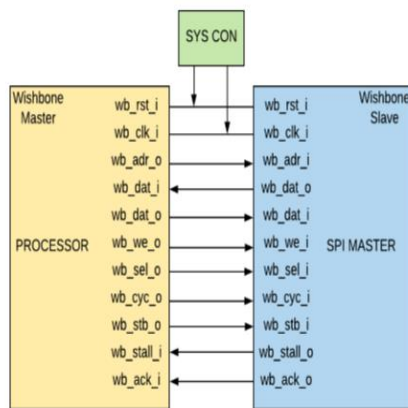 SYS CON
Wishbone
Master
wb_rst_i
wb_clk_i
wb_adr_o
wb_dat_i
wb_dat_o
PROCESSOR
wb_we_o
wb_sel_o
wb_cyc_o
wb_stb_o
wb_stall_i
wb_ack_i
Wishbone
Slave
wb_rst_i
wb_clk_i
wb_adr_i
wb_dat_o
wb_dat_i
wb_we_i
SPI MASTER
wb_sel_i
wb_cyc_i
wb_stb_i
wb_stall_o
wb_ack_o